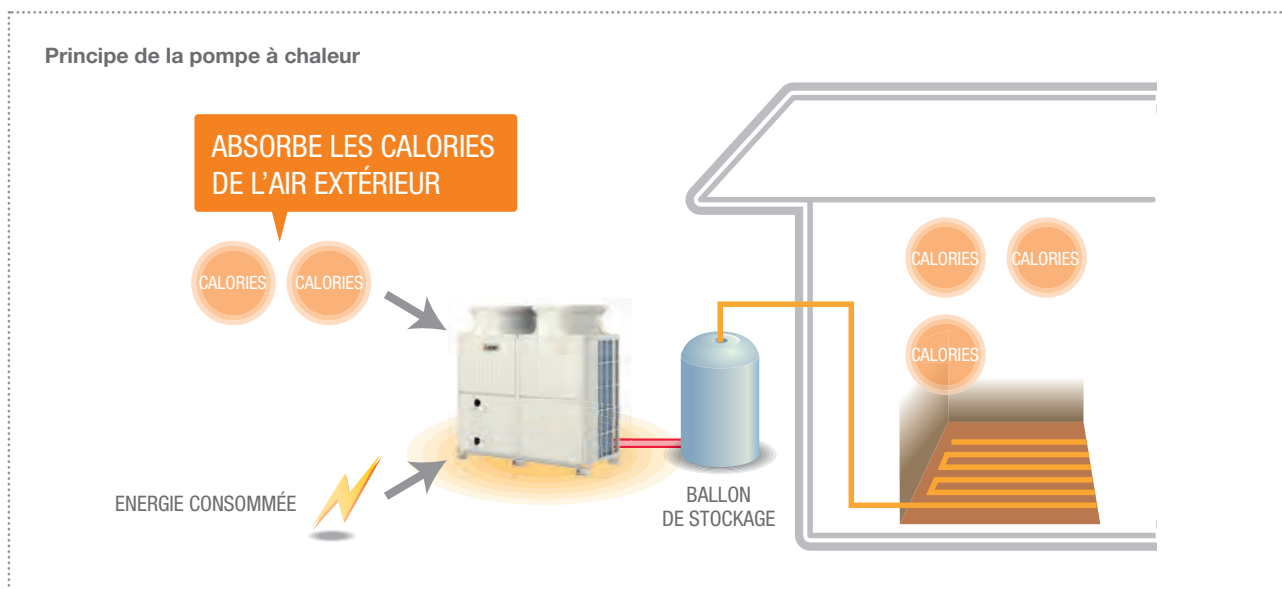 Principe de la pompe à chaleur
ABSORBE LES CALORIES
DE L'AIR EXTÉRIEUR
CALORIES
CALORIES
CALORIES
CALORIES
CALORIES
ENERGIE CONSOMMÉE
BALLON
DE STOCKAGE